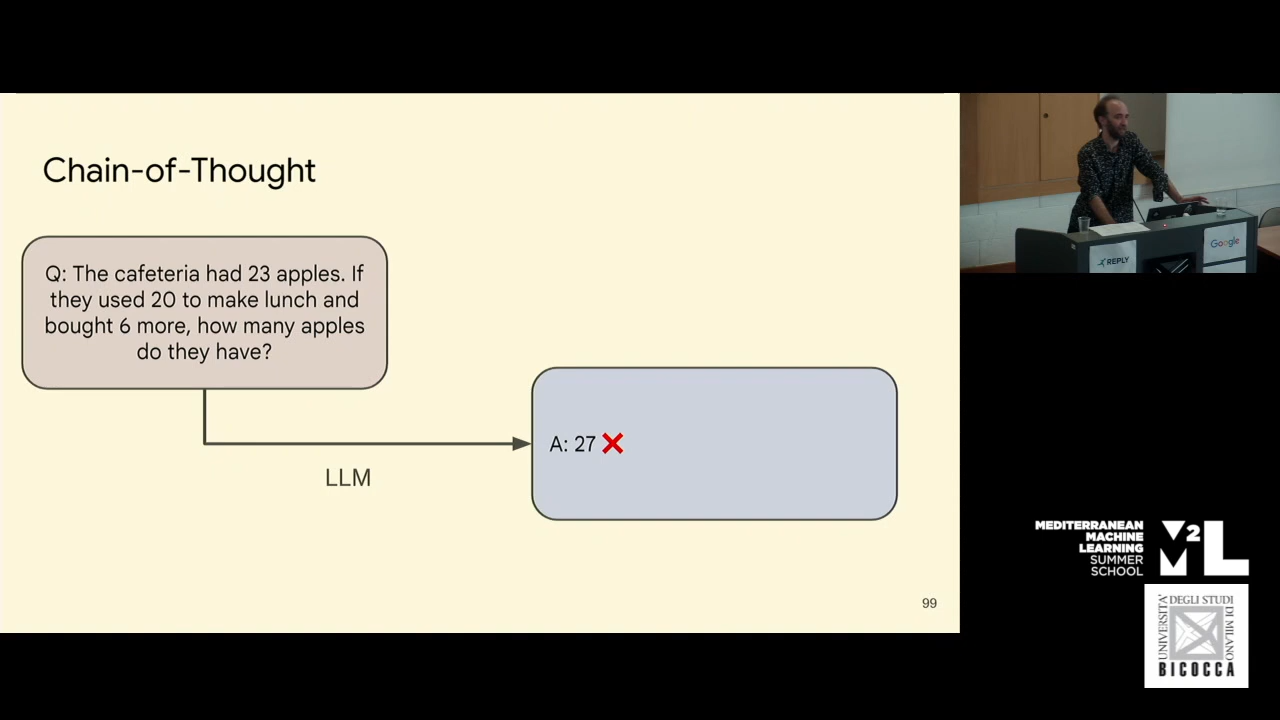 Chain-of-Thought
Q: The cafeteria had 23 apples. If
they used 20 to make lunch and
bought 6 more, how many apples
do they have?
LLM
A: 27
99
REPLY
Google
MEDITERRANEAN
MACHINE
LEARNING
SUMMER
SCHOOL
M2L
UNIVERSITA'
DEGLI STUDI
DI MILANO
BICOCCA